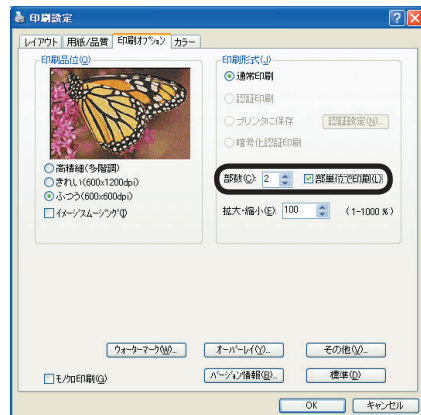 印刷設定
レイアウト 用紙/品質 印刷オプション カラー
印刷品位(Q)
高精細(多階調)
きれい(600x1200dpi)
ふつう(600x600dpi)
イメージスムージング(I)
印刷形式(J)
通常印刷
認証印刷
プリンタに保存 認証設定(N)...
暗号化認証印刷
部数(C): 2 部単位で印刷(L)
拡大・縮小(E): 100 (1-1000 %)
ウォーターマーク(W)... オーバーレイ(Y)... その他(V)...
モノクロ印刷(G) バージョン情報(B)... 標準(D)
OK キャンセル